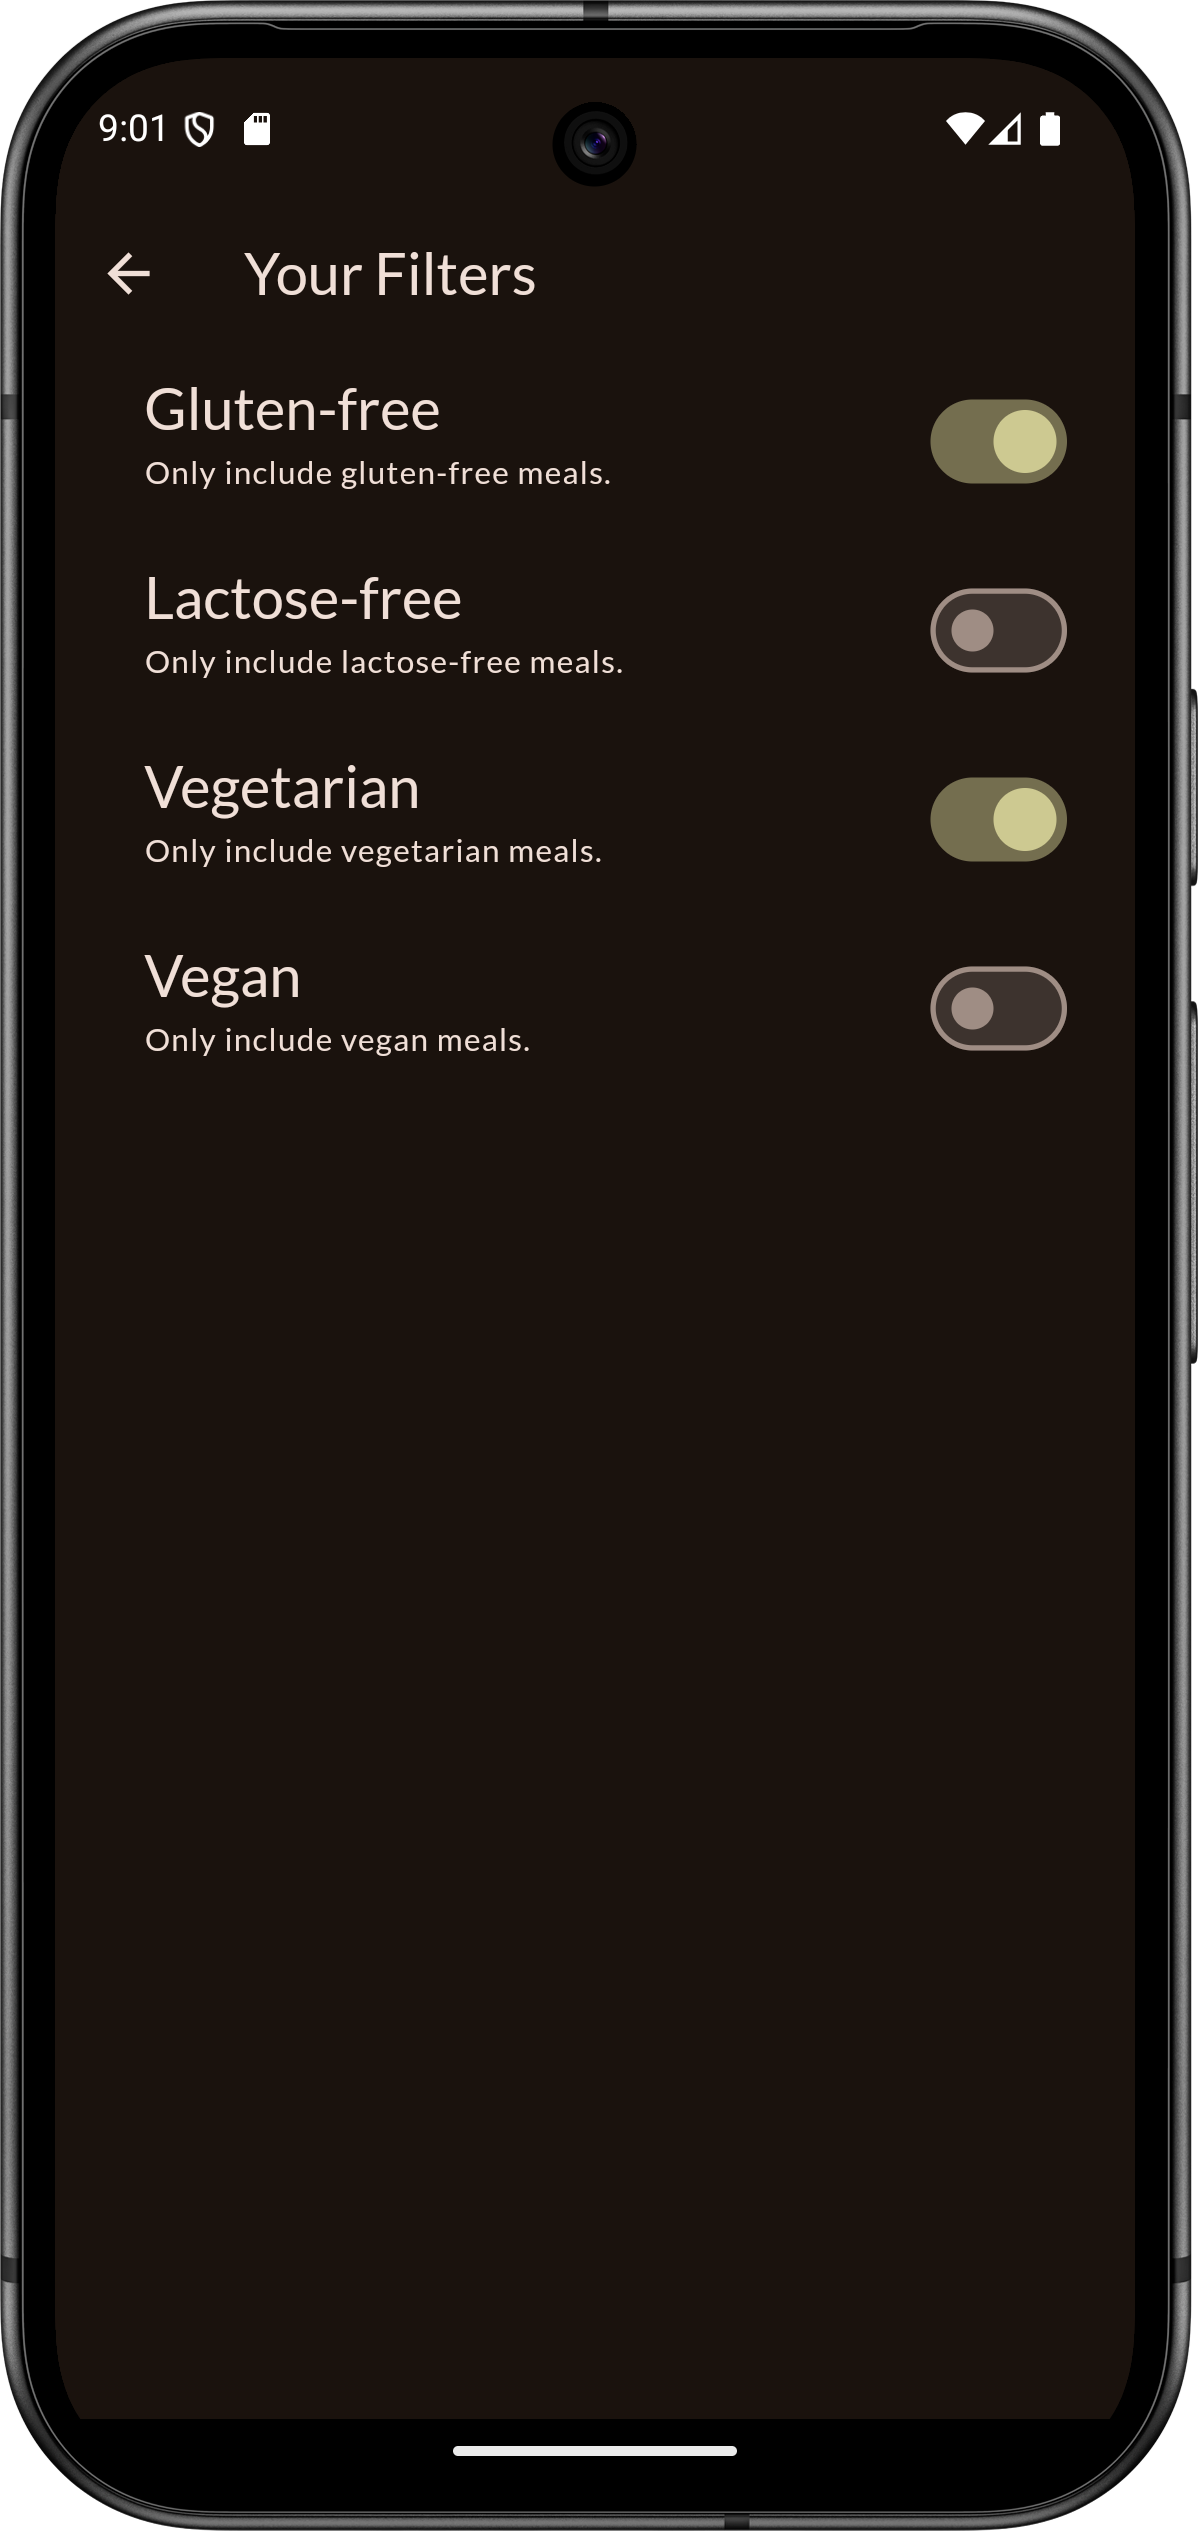 9:01
Your Filters
Gluten-free
Only include gluten-free meals.
Lactose-free
Only include lactose-free meals.
Vegetarian
Only include vegetarian meals.
Vegan
Only include vegan meals.